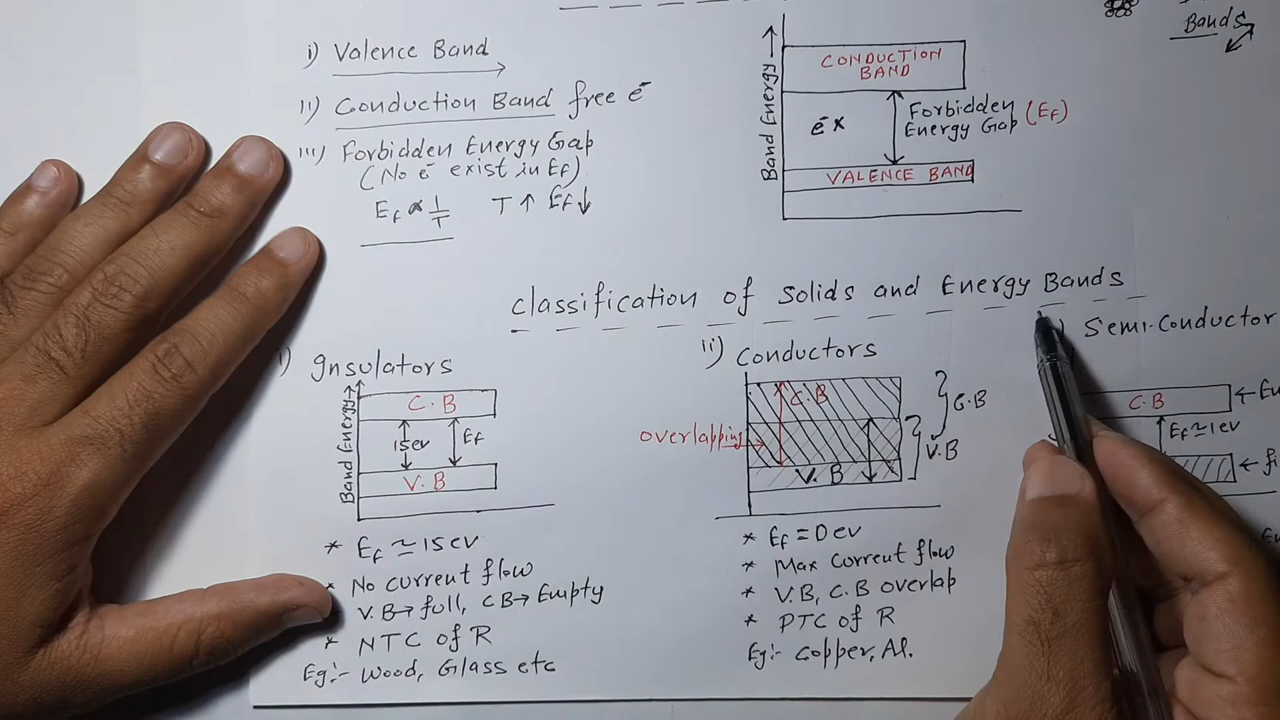 Bands
i) Valence Band
ii) Conduction Band free e⁻
iii) Forbidden Energy Gap
(No e⁻ exist in Ef)
Ef ∝ 1/T T↑ Ef↓
Band Energy →
CONDUCTION
BAND
e⁻ x
Forbidden
Energy Gap (Ef)
VALENCE BAND
Classification of Solids and Energy Bands
i) Insulators
Band Energy →
C.B
15ev
Ef
V.B
* Ef ≃ 15ev
* No current flow
V.B → full, CB → Empty
* NTC of R
Eg:- Wood, Glass etc
ii) Conductors
C.B
overlapping
V.B
C.B
V.B
* Ef = 0ev
* Max current flow
* V.B, C.B overlap
* PTC of R
Eg:- Copper, Al.
) Semi-Conductor
C.B
Ef ≃ 1ev